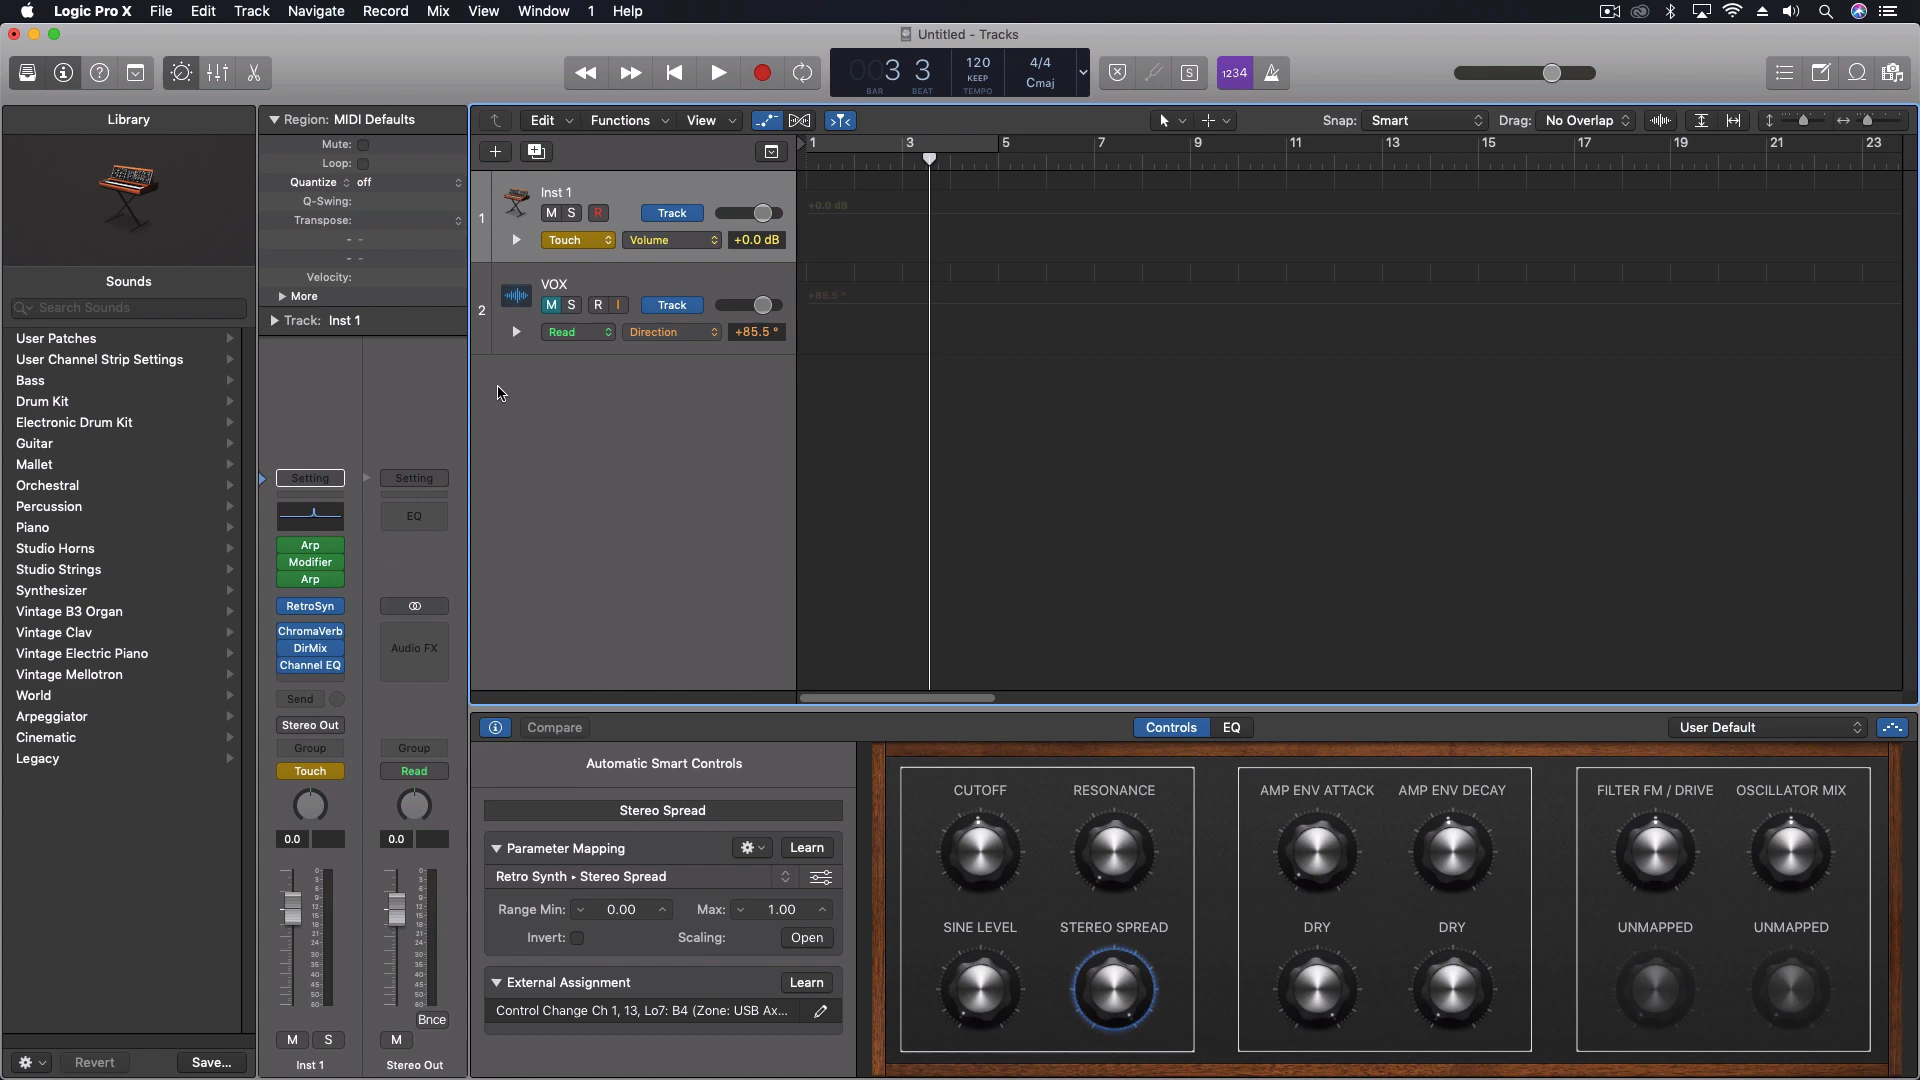 Logic Pro X File Edit Track Navigate Record Mix View Window 1 Help
Untitled - Tracks
003 3
BAR BEAT
120
KEEP
TEMPO
4/4
Cmaj
S
1234
Library
Sounds
Search Sounds
User Patches
User Channel Strip Settings
Bass
Drum Kit
Electronic Drum Kit
Guitar
Mallet
Orchestral
Percussion
Piano
Studio Horns
Studio Strings
Synthesizer
Vintage B3 Organ
Vintage Clav
Vintage Electric Piano
Vintage Mellotron
World
Arpeggiator
Cinematic
Legacy
Revert Save...
Region: MIDI Defaults
Mute:
Loop:
Quantize off
Q-Swing:
Transpose:
- -
- -
Velocity:
More
Track: Inst 1
Setting Setting
EQ
Arp
Modifier
Arp
RetroSyn
ChromaVerb
DirMix Audio FX
Channel EQ
Send
Stereo Out
Group Group
Touch Read
0.0 0.0
Bnce
M S M
Inst 1 Stereo Out
Edit Functions View
Snap: Smart Drag: No Overlap
1 3 5 7 9 11 13 15 17 19 21 23
1
Inst 1
M S R Track
Touch Volume +0.0 dB
+0.0 dB
2
VOX
M S R I Track
Read Direction +85.5 °
+85.5 °
Compare Controls EQ User Default
Automatic Smart Controls
Stereo Spread
Parameter Mapping Learn
Retro Synth ▸ Stereo Spread
Range Min: 0.00 Max: 1.00
Invert: Scaling: Open
External Assignment Learn
Control Change Ch 1, 13, Lo7: B4 (Zone: USB Ax...
CUTOFF RESONANCE AMP ENV ATTACK AMP ENV DECAY FILTER FM / DRIVE OSCILLATOR MIX
SINE LEVEL STEREO SPREAD DRY DRY UNMAPPED UNMAPPED